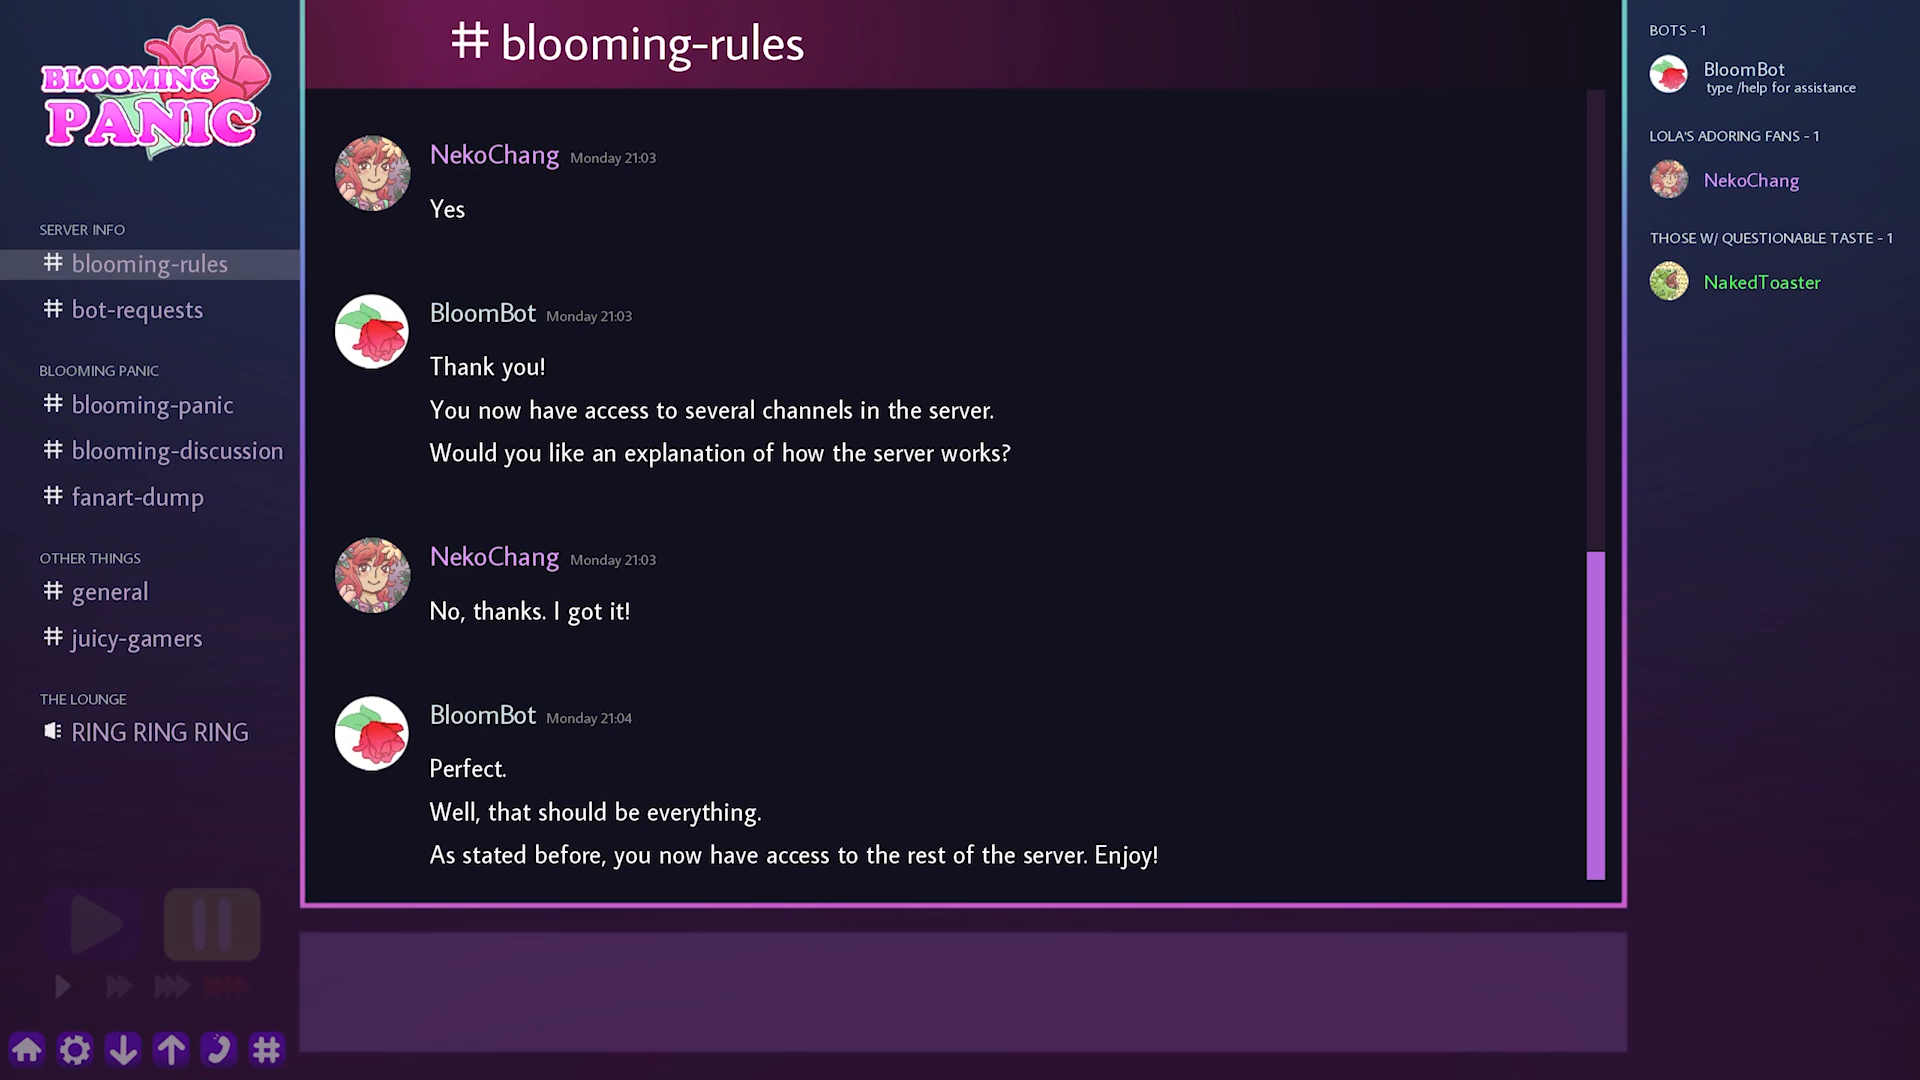 BLOOMING
PANIC
SERVER INFO
# blooming-rules
# bot-requests
BLOOMING PANIC
# blooming-panic
# blooming-discussion
# fanart-dump
OTHER THINGS
# general
# juicy-gamers
THE LOUNGE
RING RING RING
# blooming-rules
NekoChang Monday 21:03
Yes
BloomBot Monday 21:03
Thank you!
You now have access to several channels in the server.
Would you like an explanation of how the server works?
NekoChang Monday 21:03
No, thanks. I got it!
BloomBot Monday 21:04
Perfect.
Well, that should be everything.
As stated before, you now have access to the rest of the server. Enjoy!
BOTS - 1
BloomBot
type /help for assistance
LOLA'S ADORING FANS - 1
NekoChang
THOSE W/ QUESTIONABLE TASTE - 1
NakedToaster